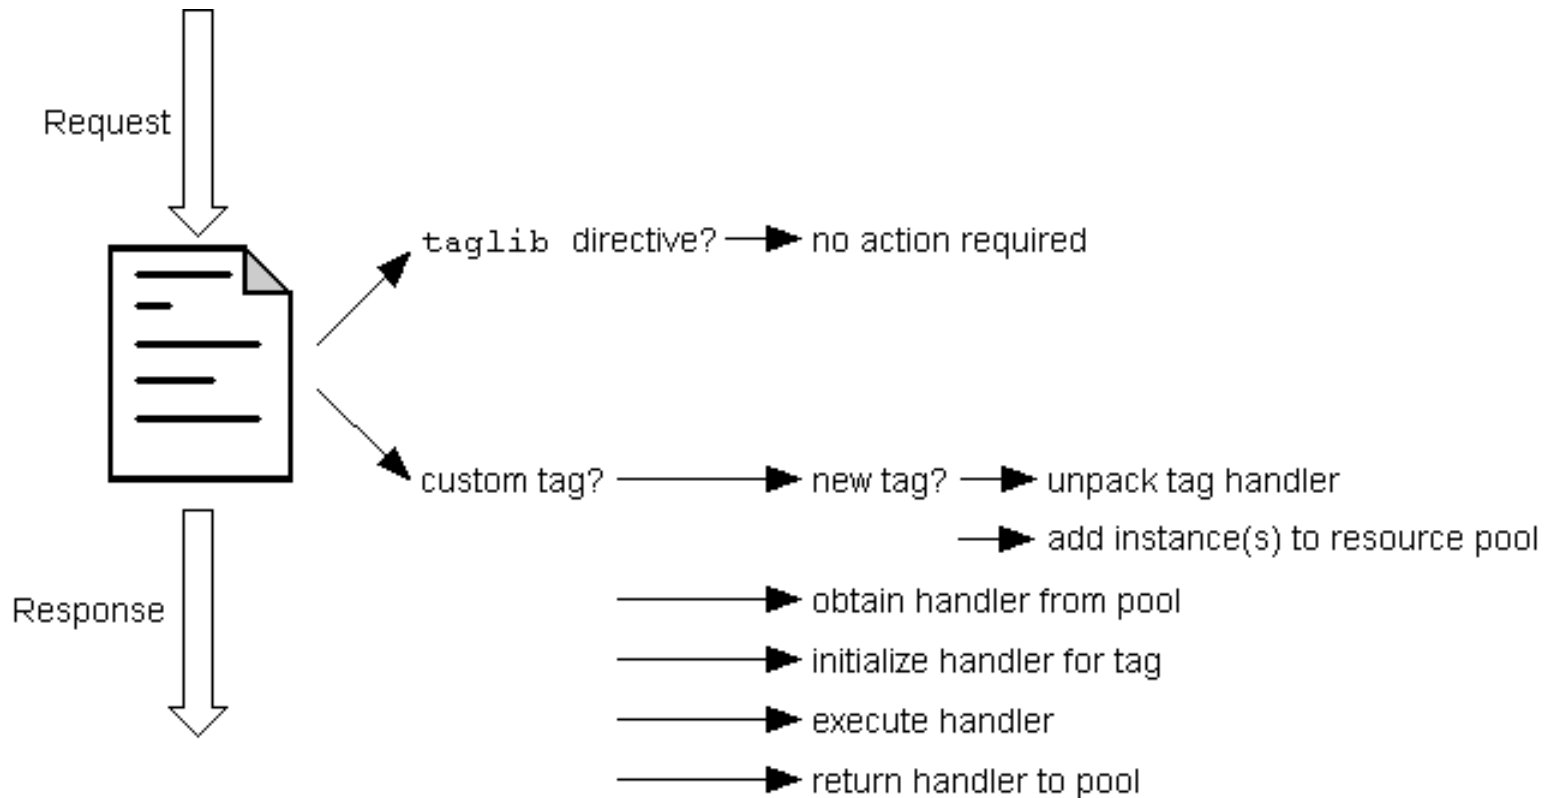 Request
taglib directive? no action required
custom tag? new tag? unpack tag handler
add instance(s) to resource pool
Response
obtain handler from pool
initialize handler for tag
execute handler
return handler to pool